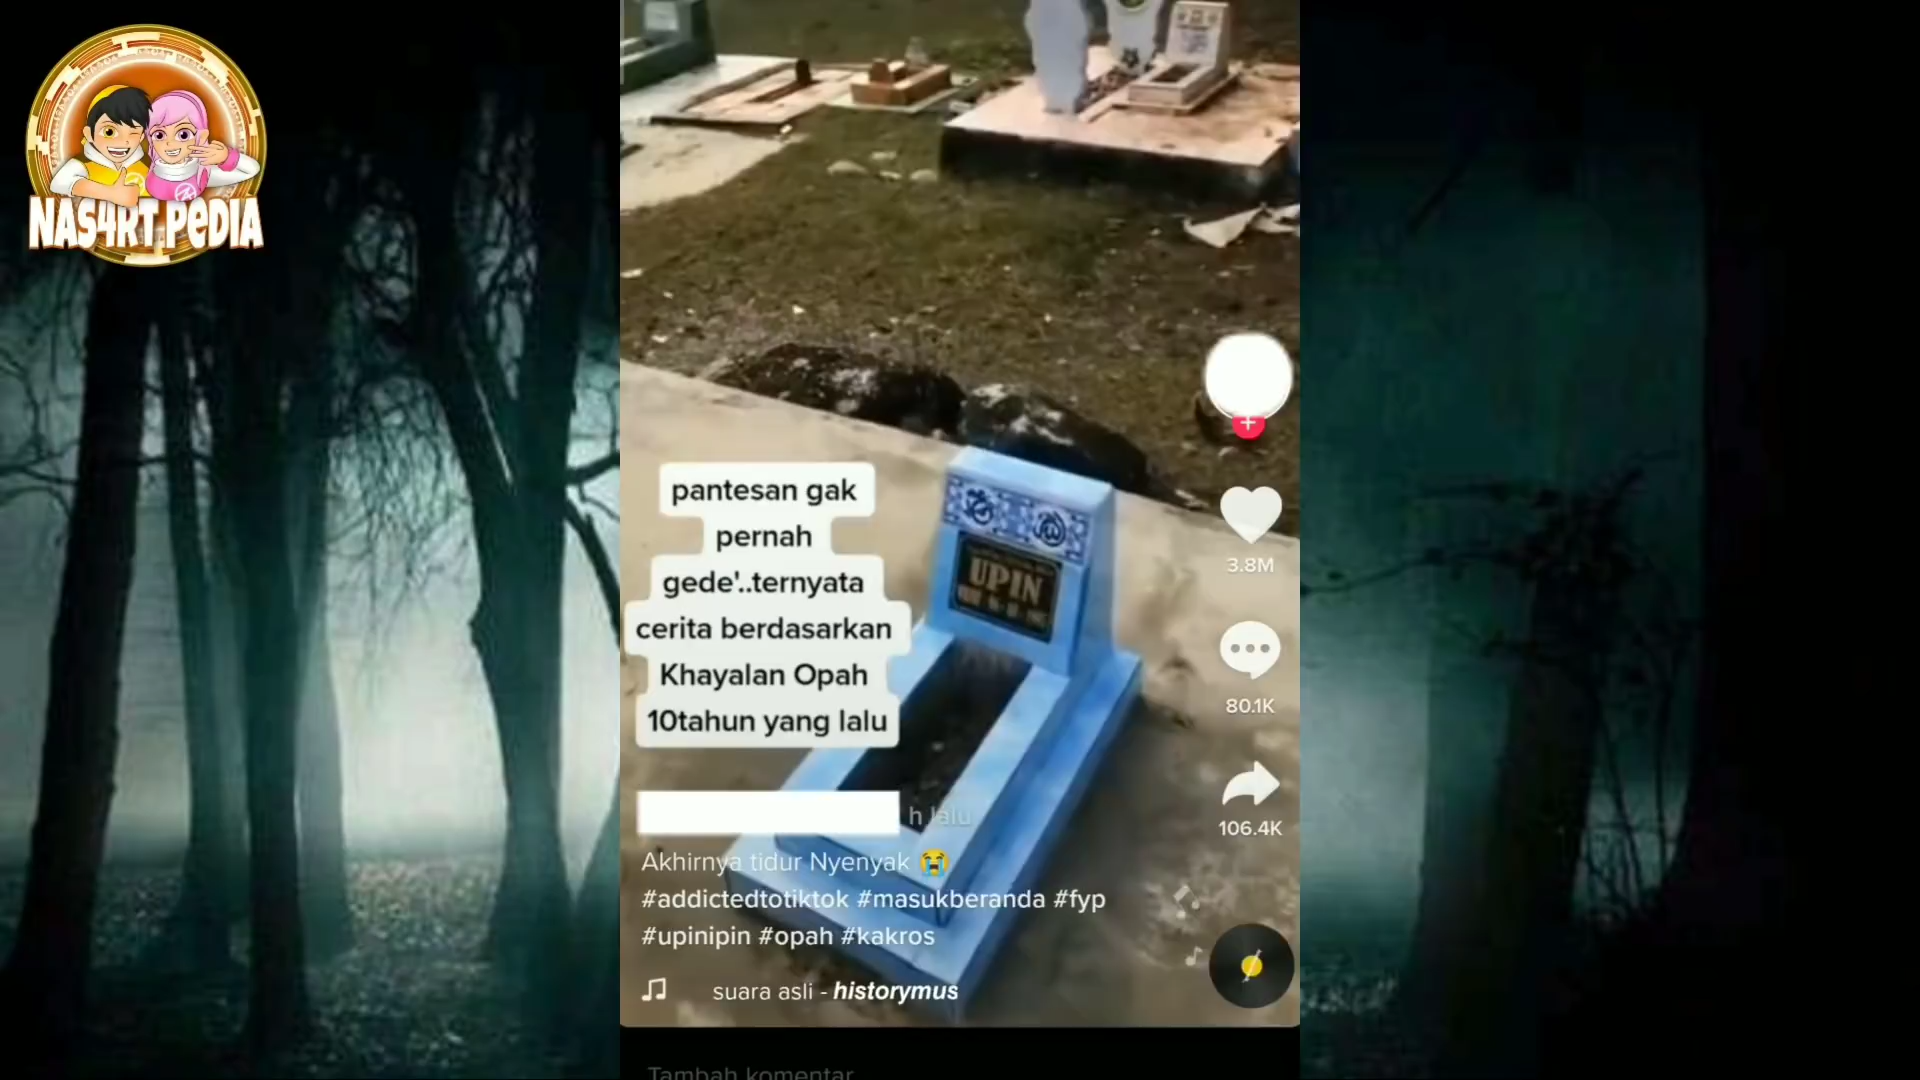 NAS4RT PEDIA
UPIN
pantesan gak
pernah
gede'..ternyata
cerita berdasarkan
Khayalan Opah
10tahun yang lalu
h lalu
Akhirnya tidur Nyenyak 😭
#addictedtotiktok #masukberanda #fyp
#upinipin #opah #kakros
suara asli - historymus
3.8M
80.1K
106.4K
Tambah komentar